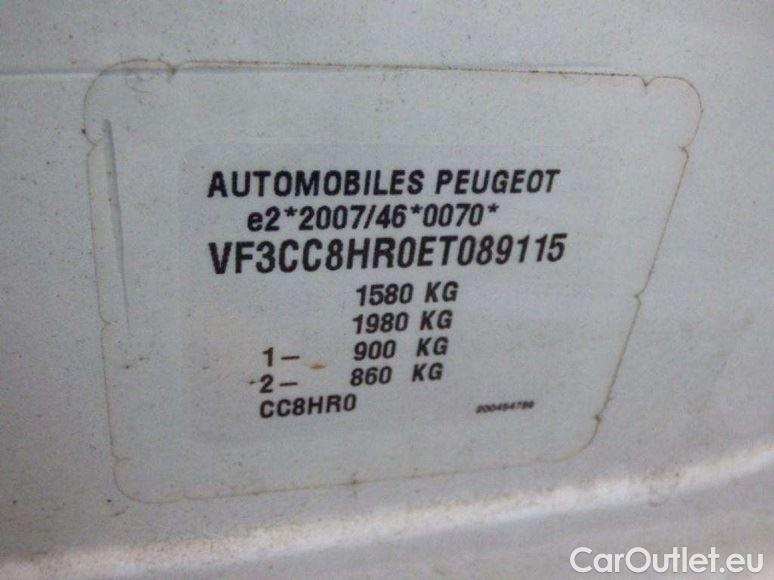 AUTOMOBILES PEUGEOT
e2*2007/46*0070*
VF3CC8HR0ET089115
1580 KG
1980 KG
1– 900 KG
2– 860 KG
CC8HR0
CarOutlet.eu